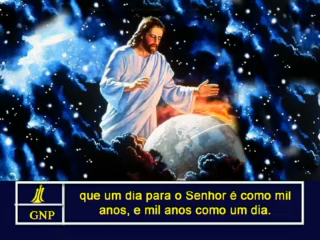 que um dia para o Senhor é como mil
anos, e mil anos como um dia.
GNP